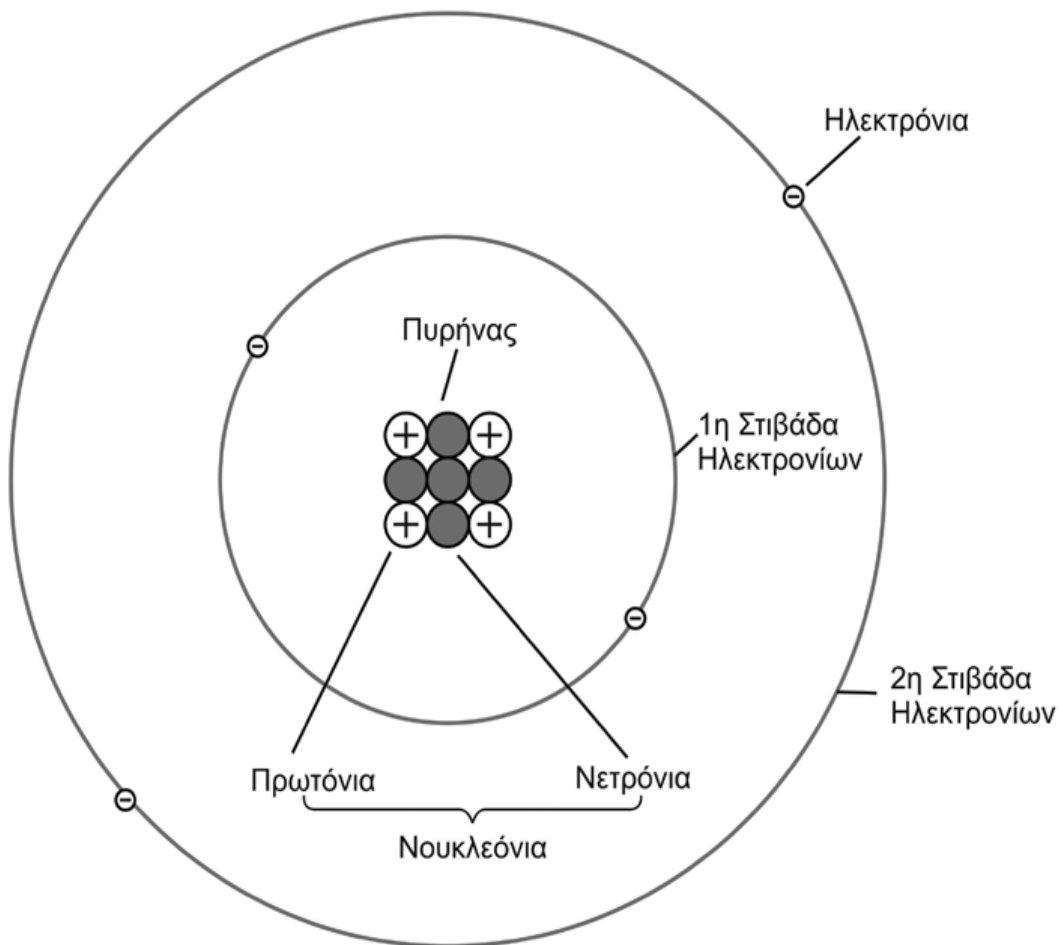 Ηλεκτρόνια
Πυρήνας
1η Στιβάδα
Ηλεκτρονίων
2η Στιβάδα
Ηλεκτρονίων
Πρωτόνια
Νετρόνια
Νουκλεόνια